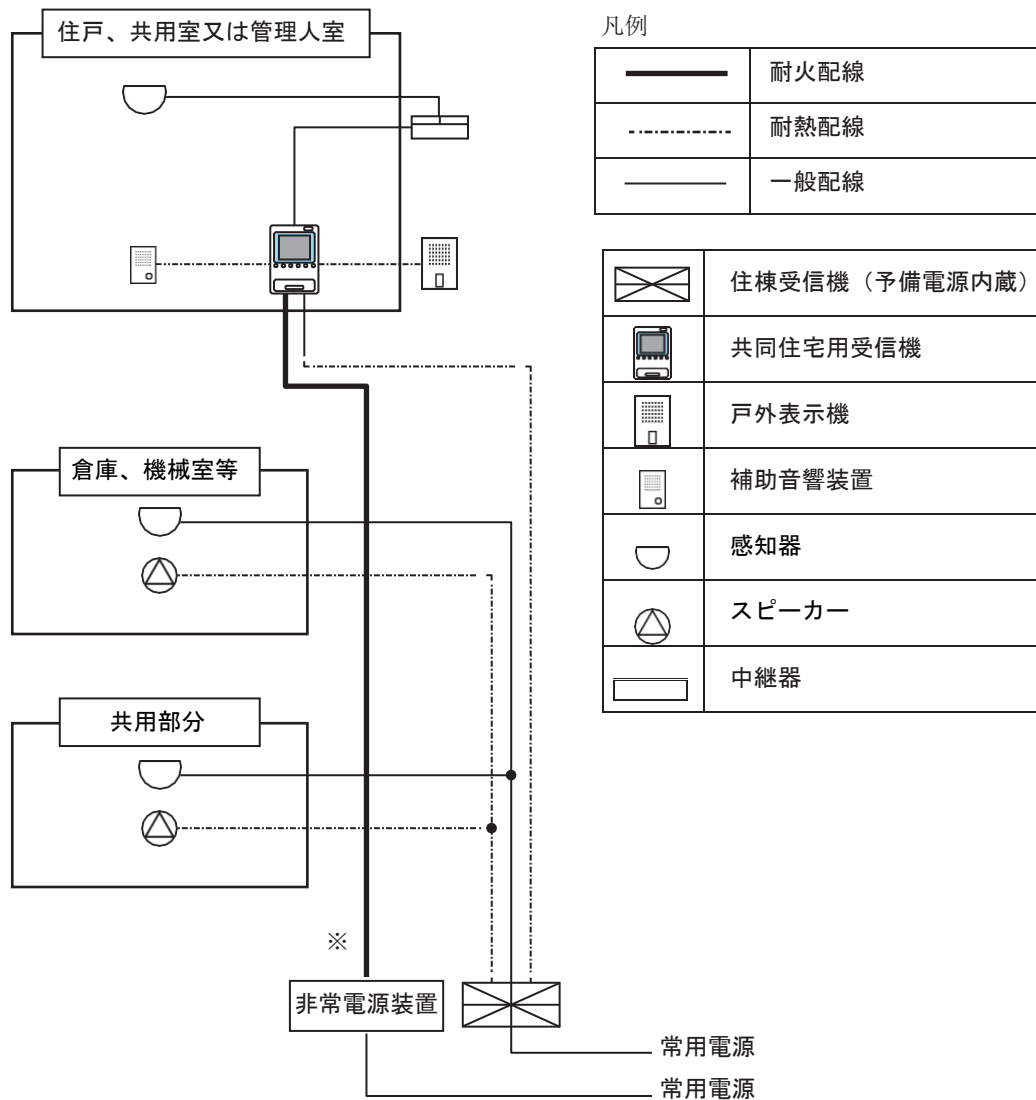 住戸、共用室又は管理人室
倉庫、機械室等
共用部分
※
非常電源装置
常用電源
常用電源
凡例
耐火配線
耐熱配線
一般配線
住棟受信機（予備電源内蔵）
共同住宅用受信機
戸外表示機
補助音響装置
感知器
スピーカー
中継器